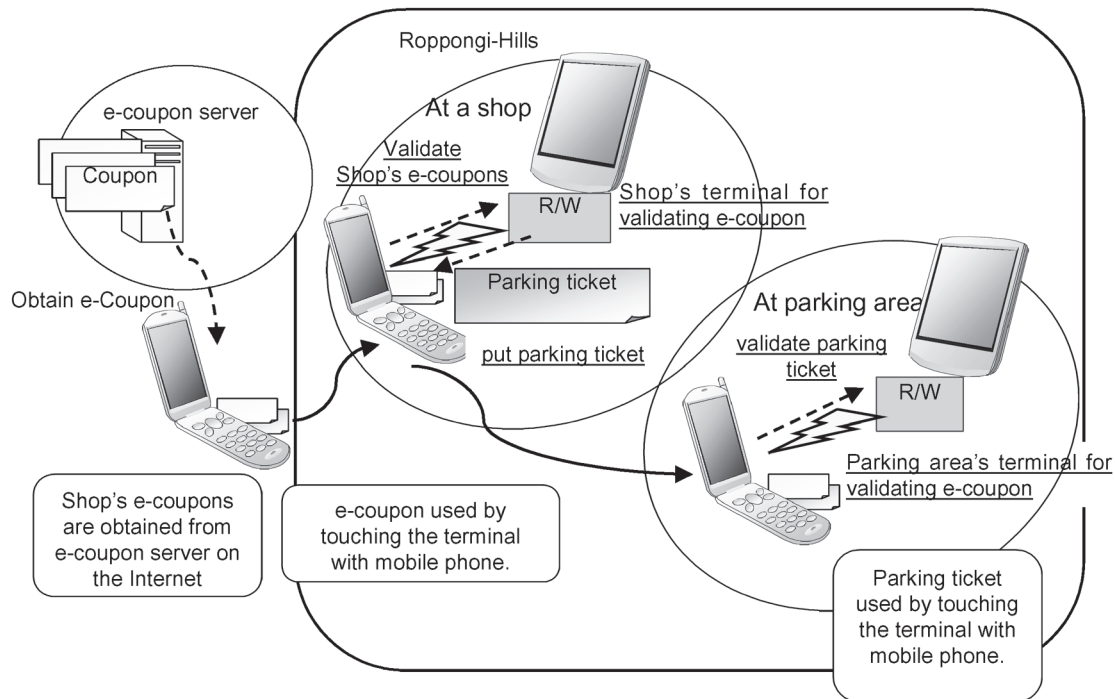 Roppongi-Hills
e-coupon server
Coupon
Obtain e-Coupon
Shop's e-coupons
are obtained from
e-coupon server on
the Internet
At a shop
Validate
Shop's e-coupons
R/W
Shop's terminal for
validating e-coupon
Parking ticket
put parking ticket
e-coupon used by
touching the terminal
with mobile phone.
At parking area
validate parking
ticket
R/W
Parking area's terminal for
validating e-coupon
Parking ticket
used by touching
the terminal with
mobile phone.